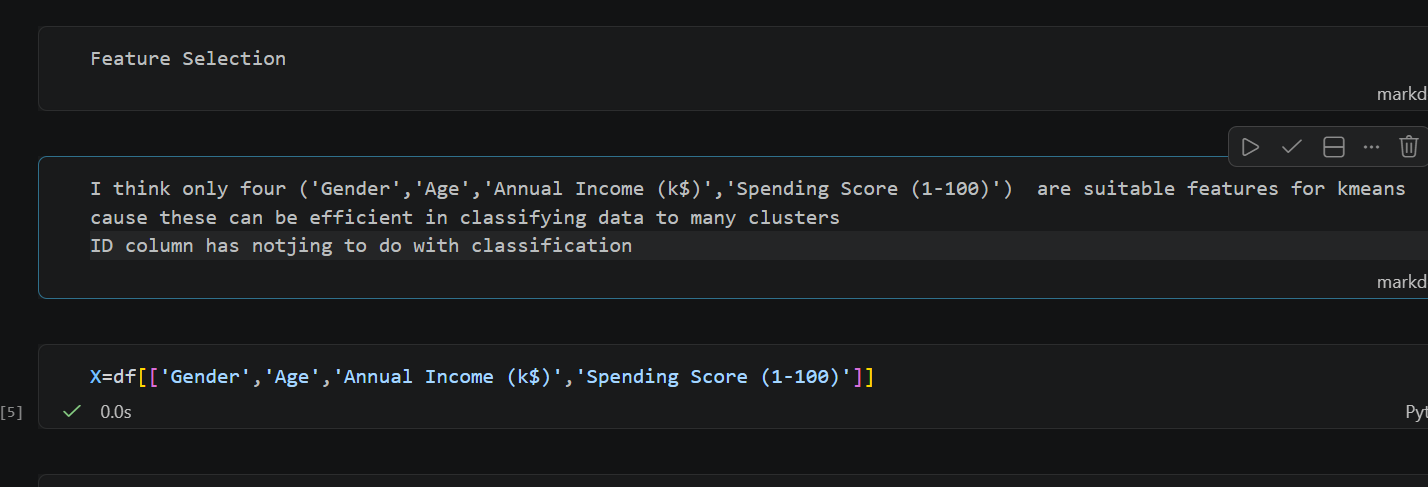 Feature Selection
markd
I think only four ('Gender','Age','Annual Income (k$)','Spending Score (1-100)')  are suitable features for kmeans
cause these can be efficient in classifying data to many clusters
ID column has notjing to do with classification
markd
X=df[['Gender','Age','Annual Income (k$)','Spending Score (1-100)']]
[5] 0.0s Pyt